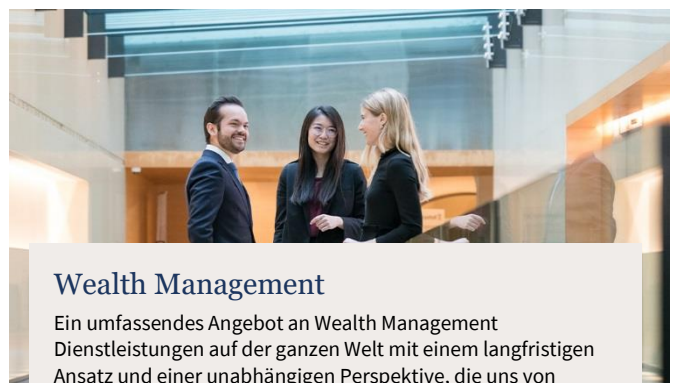 Wealth Management
Ein umfassendes Angebot an Wealth Management
Dienstleistungen auf der ganzen Welt mit einem langfristigen
Ansatz und einer unabhängigen Perspektive, die uns von